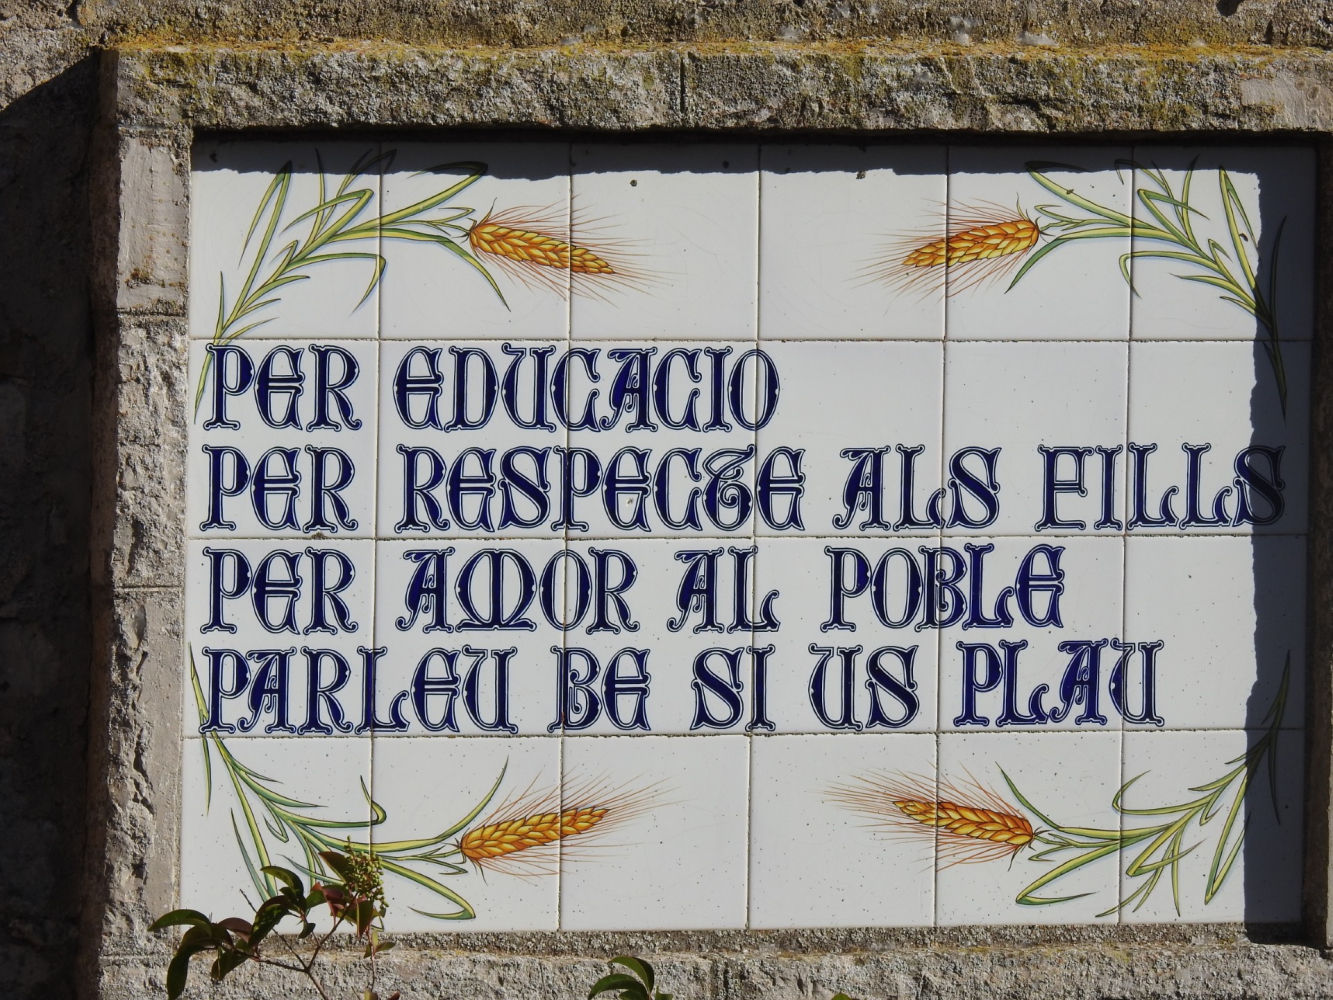 PER EDUCACIO
PER RESPECTE ALS FILLS
PER AMOR AL POBLE
PARLEU BE SI US PLAU